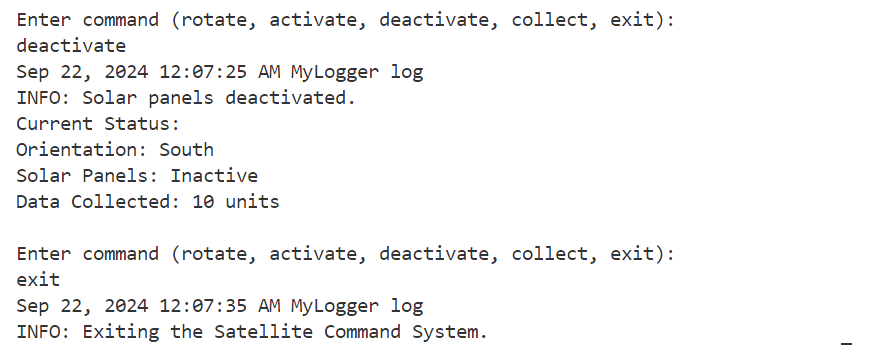 Enter command (rotate, activate, deactivate, collect, exit):
deactivate
Sep 22, 2024 12:07:25 AM MyLogger log
INFO: Solar panels deactivated.
Current Status:
Orientation: South
Solar Panels: Inactive
Data Collected: 10 units

Enter command (rotate, activate, deactivate, collect, exit):
exit
Sep 22, 2024 12:07:35 AM MyLogger log
INFO: Exiting the Satellite Command System.